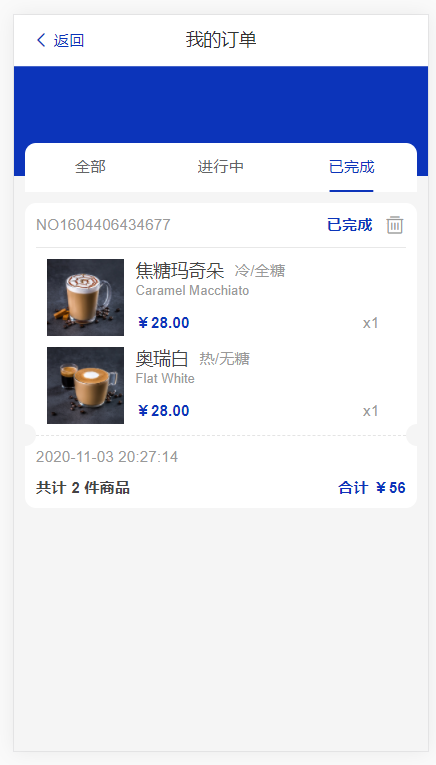 返回
我的订单
全部 进行中 已完成
NO1604406434677 已完成
焦糖玛奇朵 冷/全糖
Caramel Macchiato
¥28.00 x1
奥瑞白 热/无糖
Flat White
¥28.00 x1
2020-11-03 20:27:14
共计 2 件商品 合计 ¥56